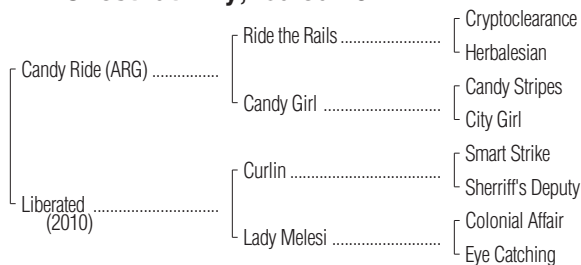 Cryptoclearance
Ride the Rails
Herbalesian
Candy Ride (ARG)
Candy Stripes
Candy Girl
City Girl
Smart Strike
Curlin
Sherriff's Deputy
Liberated
(2010)
Colonial Affair
Lady Melesi
Eye Catching